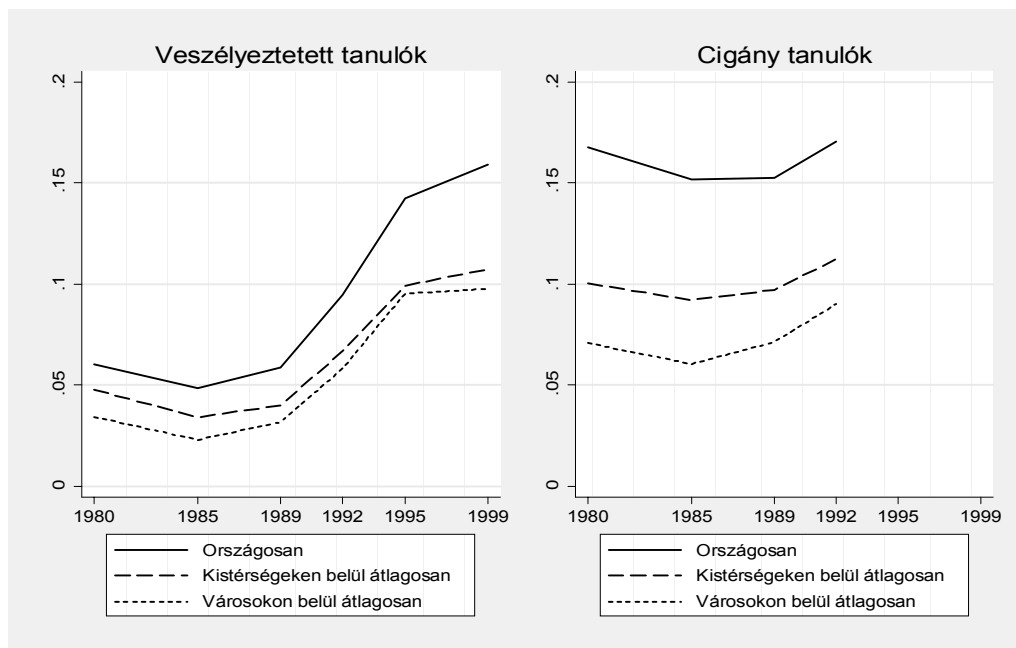 Veszélyeztetett tanulók
.2
.15
.1
.05
0
1980 1985 1989 1992 1995 1999
Országosan
Kistérségeken belül átlagosan
Városokon belül átlagosan
Cigány tanulók
.2
.15
.1
.05
0
1980 1985 1989 1992 1995 1999
Országosan
Kistérségeken belül átlagosan
Városokon belül átlagosan